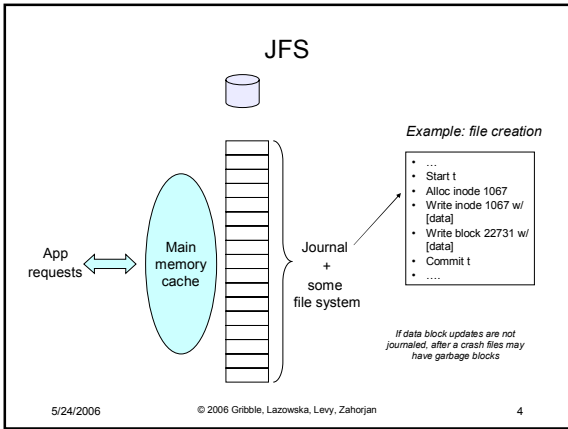 JFS
Example: file creation
• …
• Start t
• Alloc inode 1067
• Write inode 1067 w/
[data]
• Write block 22731 w/
[data]
• Commit t
• ….
App
requests
Main
memory
cache
Journal
+
some
file system
If data block updates are not
journaled, after a crash files may
have garbage blocks
5/24/2006
© 2006 Gribble, Lazowska, Levy, Zahorjan
4